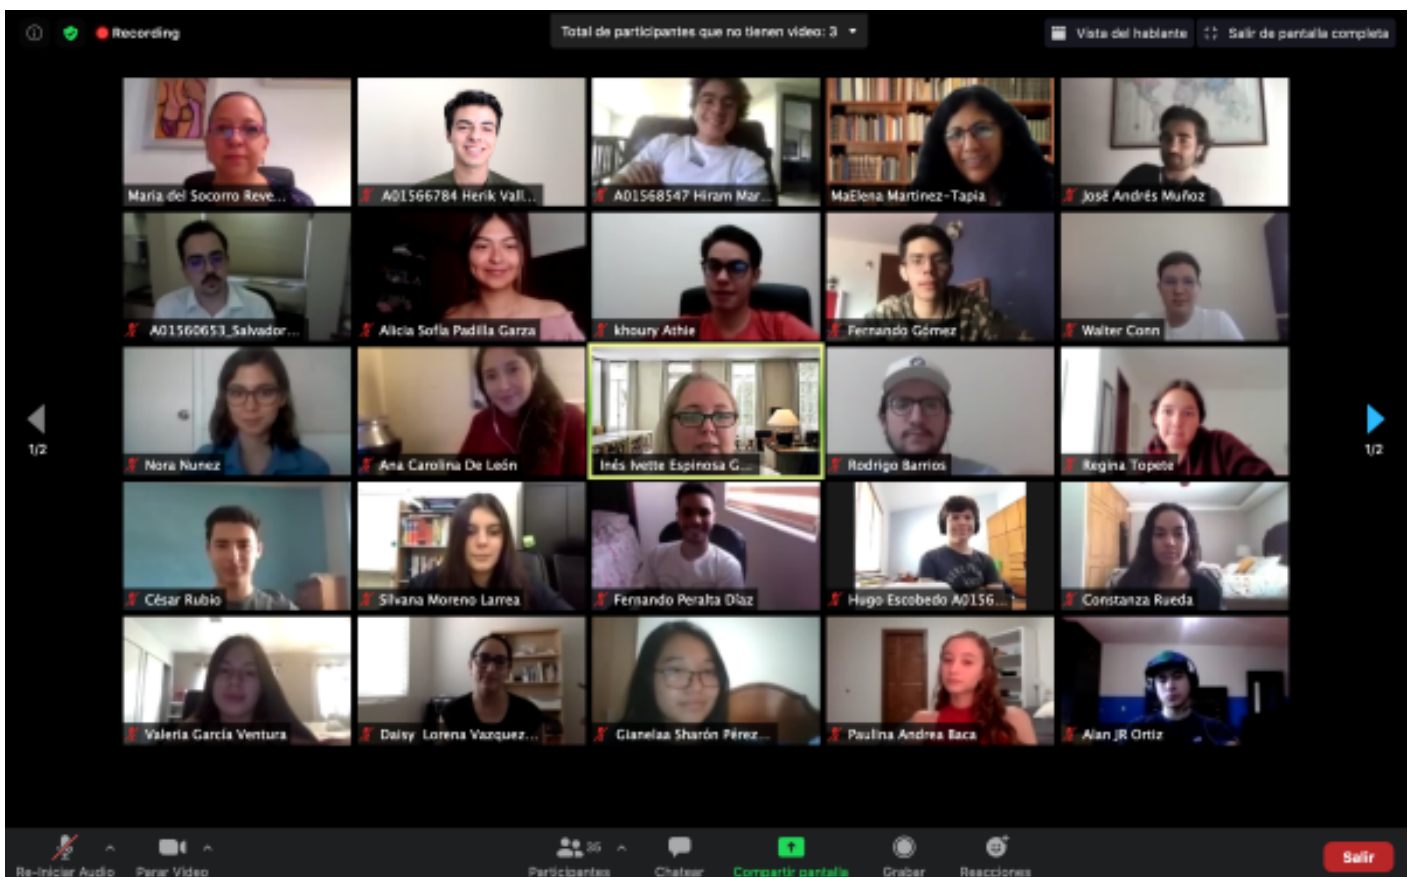 Recording
Total de participantes que no tienen video: 3
Vista del hablante
Salir de pantalla completa
Maria del Socorro Reve...
A01566784 Herik Vall...
A01568547 Hiram Mar...
MaElena Martinez-Tapia
José Andrés Muñoz
A01560653_Salvador...
Alicia Sofía Padilla Garza
khoury Athie
Fernando Gómez
Walter Conn
Nora Nunez
Ana Carolina De León
Inés Ivette Espinosa G...
Rodrigo Barrios
Regina Topete
1/2
1/2
César Rubio
Silvana Moreno Larrea
Fernando Peralta Díaz
Hugo Escobedo A0156...
Constanza Rueda
Valeria García Ventura
Daisy Lorena Vazquez...
Gianelaa Sharón Pérez...
Paulina Andrea Baca
Alan JR Ortiz
Re-Iniciar Audio
Parar Video
Participantes
35
Chatear
Compartir pantalla
Grabar
Reacciones
Salir